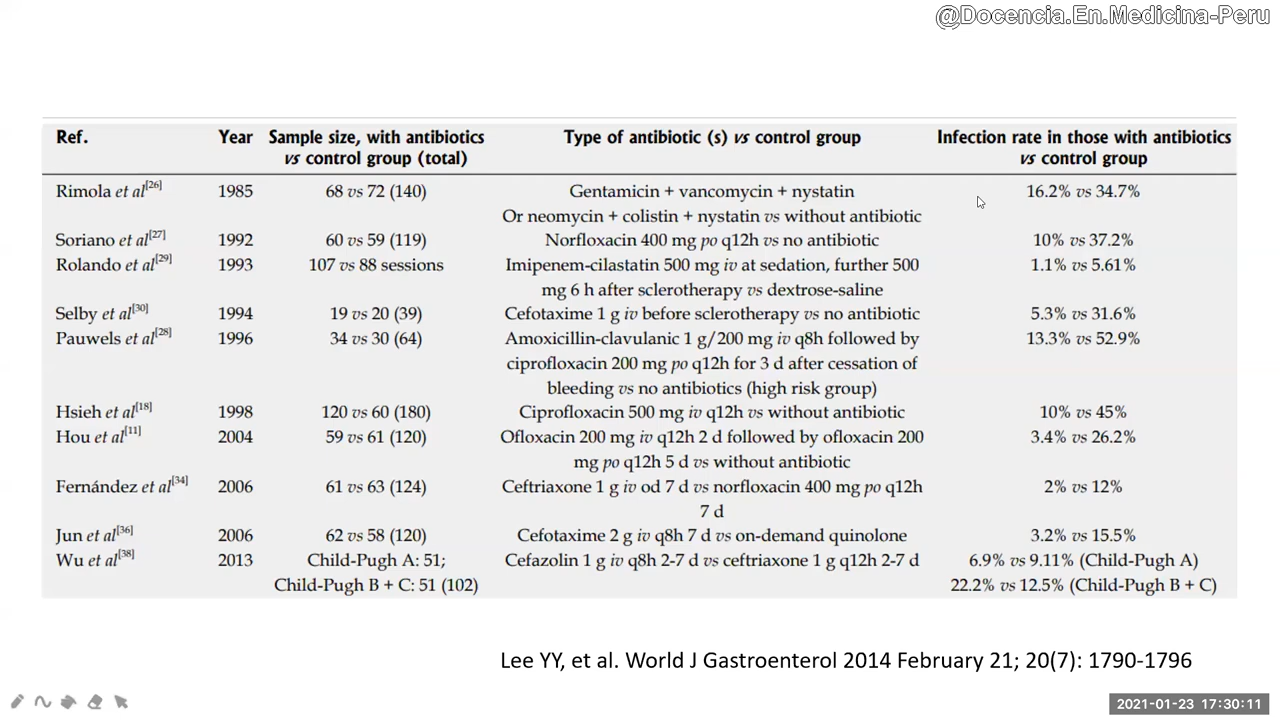 @Docencia.En.Medicina-Peru
Ref. Year Sample size, with antibiotics vs control group (total) Type of antibiotic (s) vs control group Infection rate in those with antibiotics vs control group
Rimola et al[26] 1985 68 vs 72 (140) Gentamicin + vancomycin + nystatin 16.2% vs 34.7%
Or neomycin + colistin + nystatin vs without antibiotic
Soriano et al[27] 1992 60 vs 59 (119) Norfloxacin 400 mg po q12h vs no antibiotic 10% vs 37.2%
Rolando et al[29] 1993 107 vs 88 sessions Imipenem-cilastatin 500 mg iv at sedation, further 500 1.1% vs 5.61%
mg 6 h after sclerotherapy vs dextrose-saline
Selby et al[30] 1994 19 vs 20 (39) Cefotaxime 1 g iv before sclerotherapy vs no antibiotic 5.3% vs 31.6%
Pauwels et al[28] 1996 34 vs 30 (64) Amoxicillin-clavulanic 1 g/200 mg iv q8h followed by 13.3% vs 52.9%
ciprofloxacin 200 mg po q12h for 3 d after cessation of
bleeding vs no antibiotics (high risk group)
Hsieh et al[18] 1998 120 vs 60 (180) Ciprofloxacin 500 mg iv q12h vs without antibiotic 10% vs 45%
Hou et al[11] 2004 59 vs 61 (120) Ofloxacin 200 mg iv q12h 2 d followed by ofloxacin 200 3.4% vs 26.2%
mg po q12h 5 d vs without antibiotic
Fernández et al[34] 2006 61 vs 63 (124) Ceftriaxone 1 g iv od 7 d vs norfloxacin 400 mg po q12h 2% vs 12%
7 d
Jun et al[36] 2006 62 vs 58 (120) Cefotaxime 2 g iv q8h 7 d vs on-demand quinolone 3.2% vs 15.5%
Wu et al[38] 2013 Child-Pugh A: 51; Cefazolin 1 g iv q8h 2-7 d vs ceftriaxone 1 g q12h 2-7 d 6.9% vs 9.11% (Child-Pugh A)
Child-Pugh B + C: 51 (102) 22.2% vs 12.5% (Child-Pugh B + C)
Lee YY, et al. World J Gastroenterol 2014 February 21; 20(7): 1790-1796
2021-01-23 17:30:11